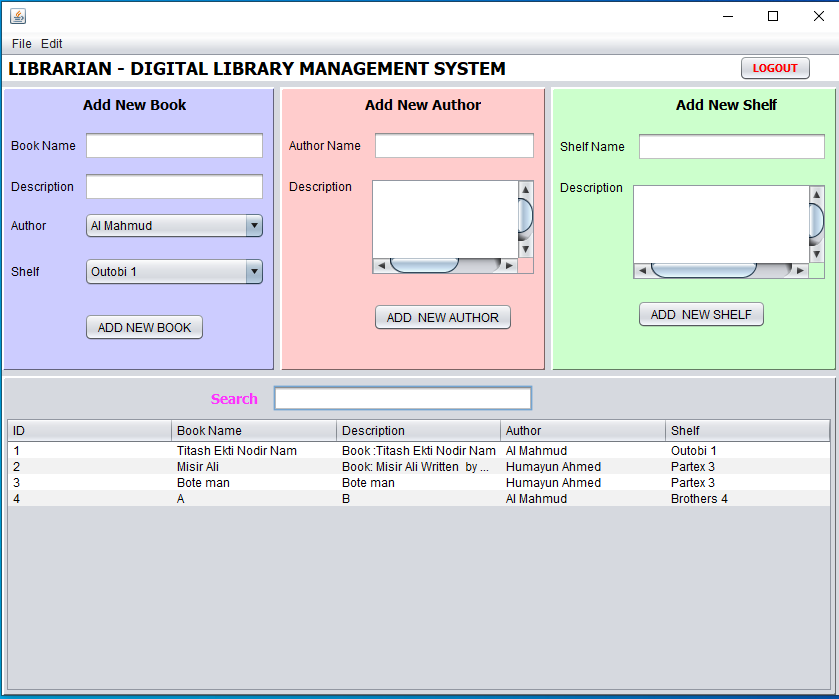 File Edit
LIBRARIAN - DIGITAL LIBRARY MANAGEMENT SYSTEM LOGOUT
Add New Book
Book Name
Description
Author Al Mahmud
Shelf Outobi 1
ADD NEW BOOK
Add New Author
Author Name
Description
ADD  NEW AUTHOR
Add New Shelf
Shelf Name
Description
ADD  NEW SHELF
Search
ID Book Name Description Author Shelf
1 Titash Ekti Nodir Nam Book :Titash Ekti Nodir Nam Al Mahmud Outobi 1
2 Misir Ali Book: Misir Ali Written  by ... Humayun Ahmed Partex 3
3 Bote man Bote man Humayun Ahmed Partex 3
4 A B Al Mahmud Brothers 4